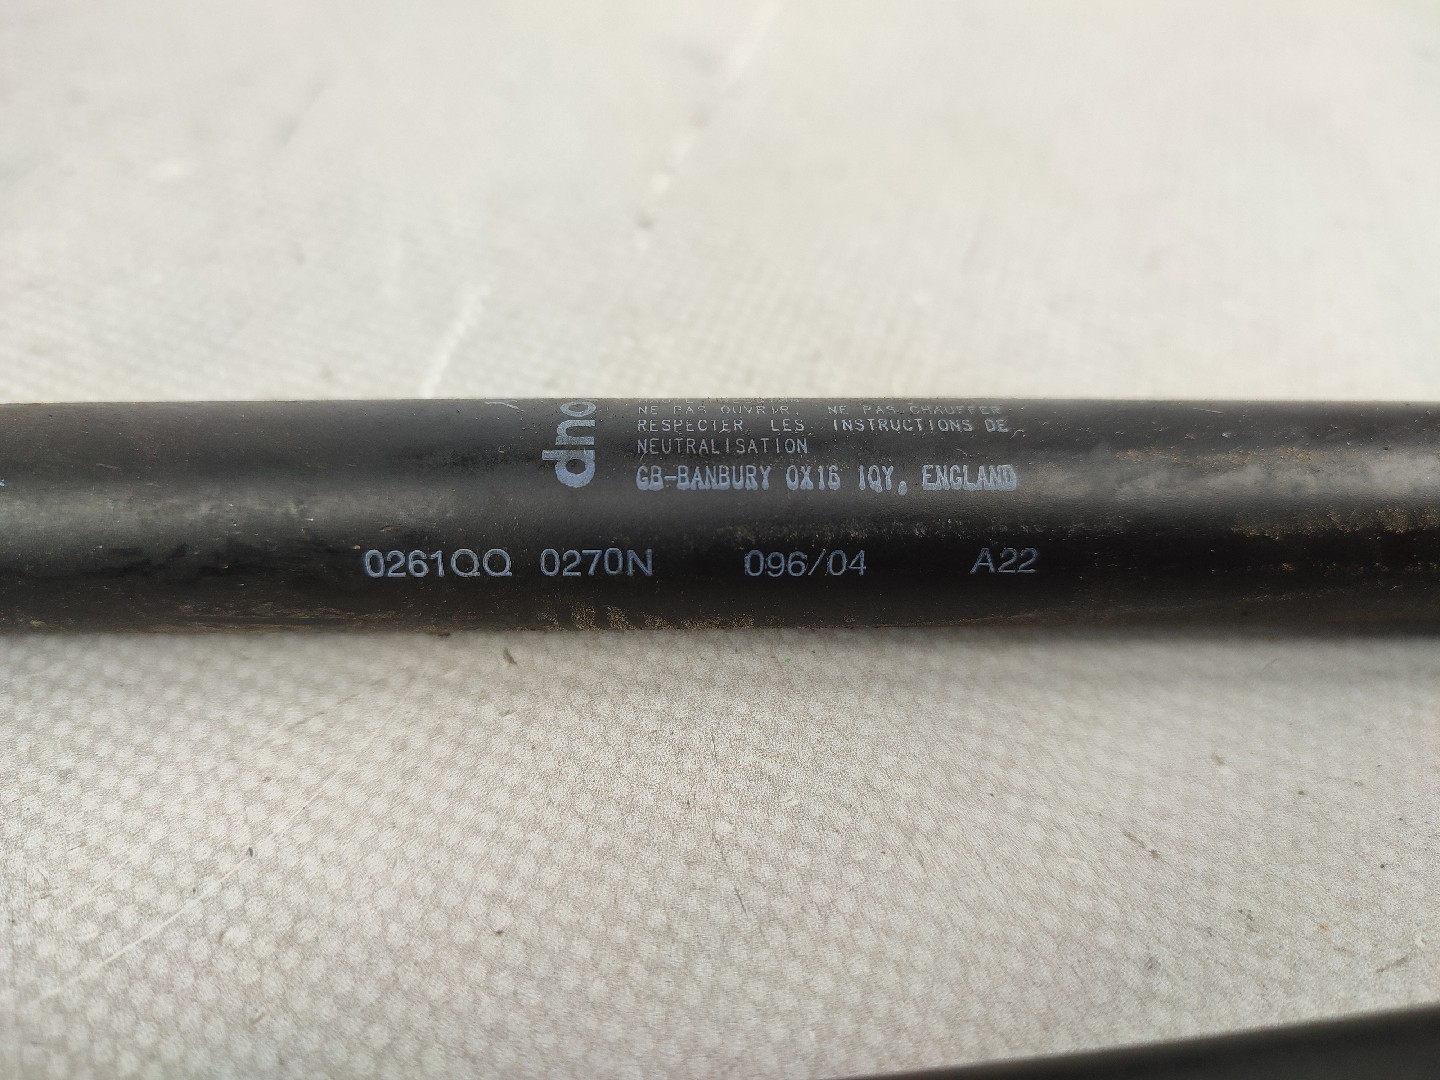 oup
NE PAS OUVRIR. NE PAS CHAUFFER
RESPECTER LES INSTRUCTIONS DE
NEUTRALISATION
GB-BANBURY OX16 1QY, ENGLAND
0261QQ 0270N 096/04 A22